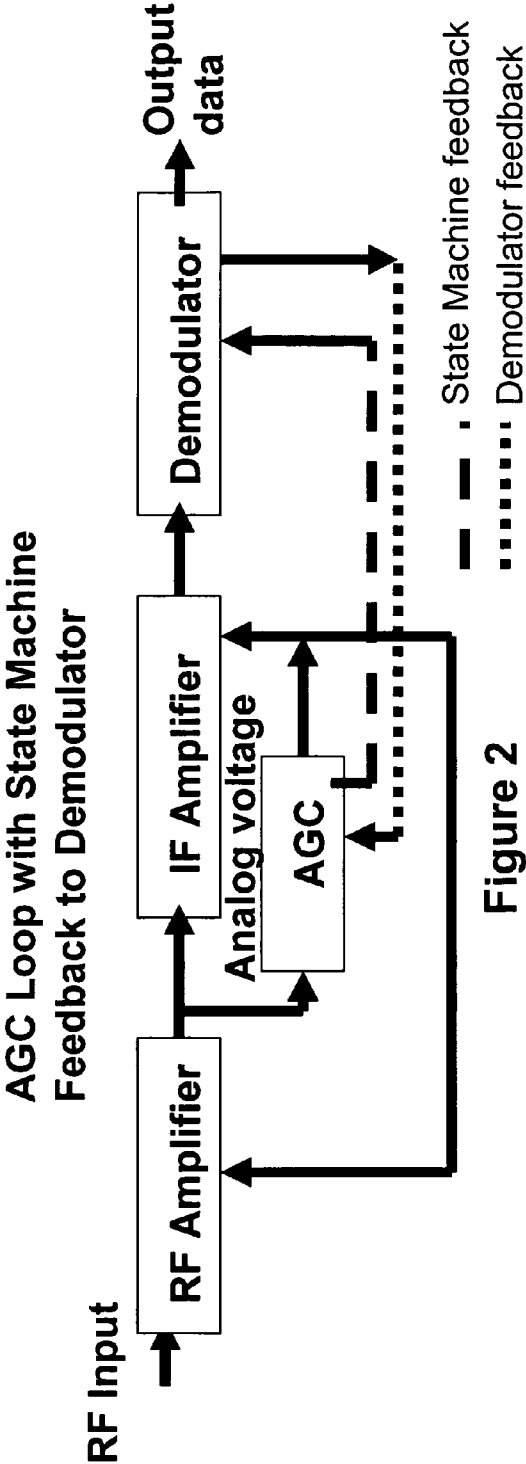 AGC Loop with State Machine
Feedback to Demodulator
RF Input
RF Amplifier
IF Amplifier
Demodulator
Output
data
Analog voltage
AGC
State Machine feedback
Demodulator feedback
Figure 2